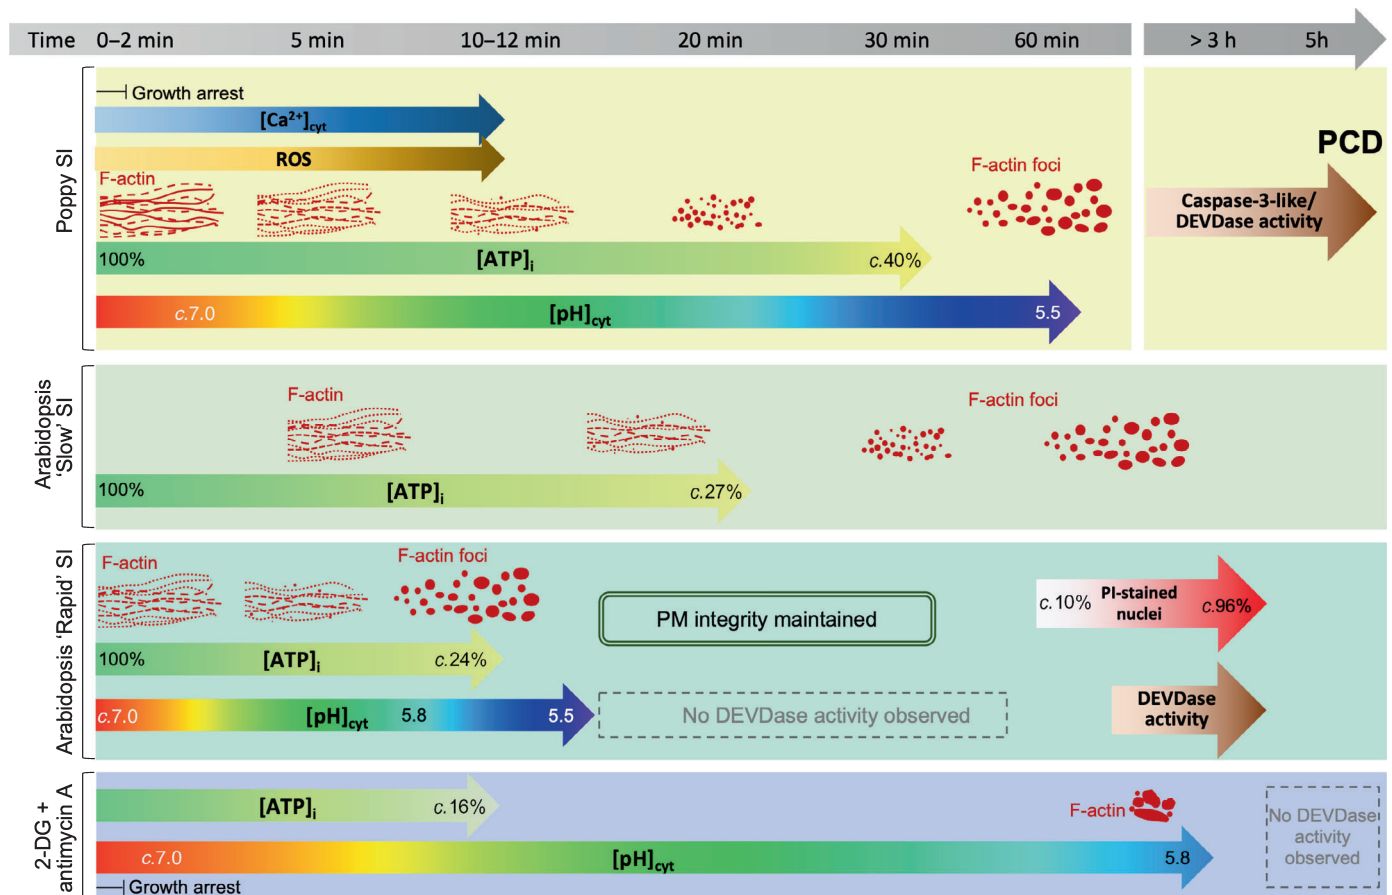 Time 0–2 min 5 min 10–12 min 20 min 30 min 60 min > 3 h 5h
Poppy SI
Growth arrest
[Ca²⁺]cyt
ROS
F-actin
F-actin foci
PCD
Caspase-3-like/
DEVDase activity
100% [ATP]i c.40%
c.7.0 [pH]cyt 5.5
Arabidopsis
'Slow' SI
F-actin
F-actin foci
100% [ATP]i c.27%
Arabidopsis 'Rapid' SI
F-actin
F-actin foci
PM integrity maintained
c.10% PI-stained
nuclei c.96%
100% [ATP]i c.24%
c.7.0 [pH]cyt 5.8 5.5
No DEVDase activity observed
DEVDase
activity
2-DG +
antimycin A
[ATP]i c.16%
F-actin
No DEVDase
activity
observed
c.7.0 [pH]cyt 5.8
Growth arrest